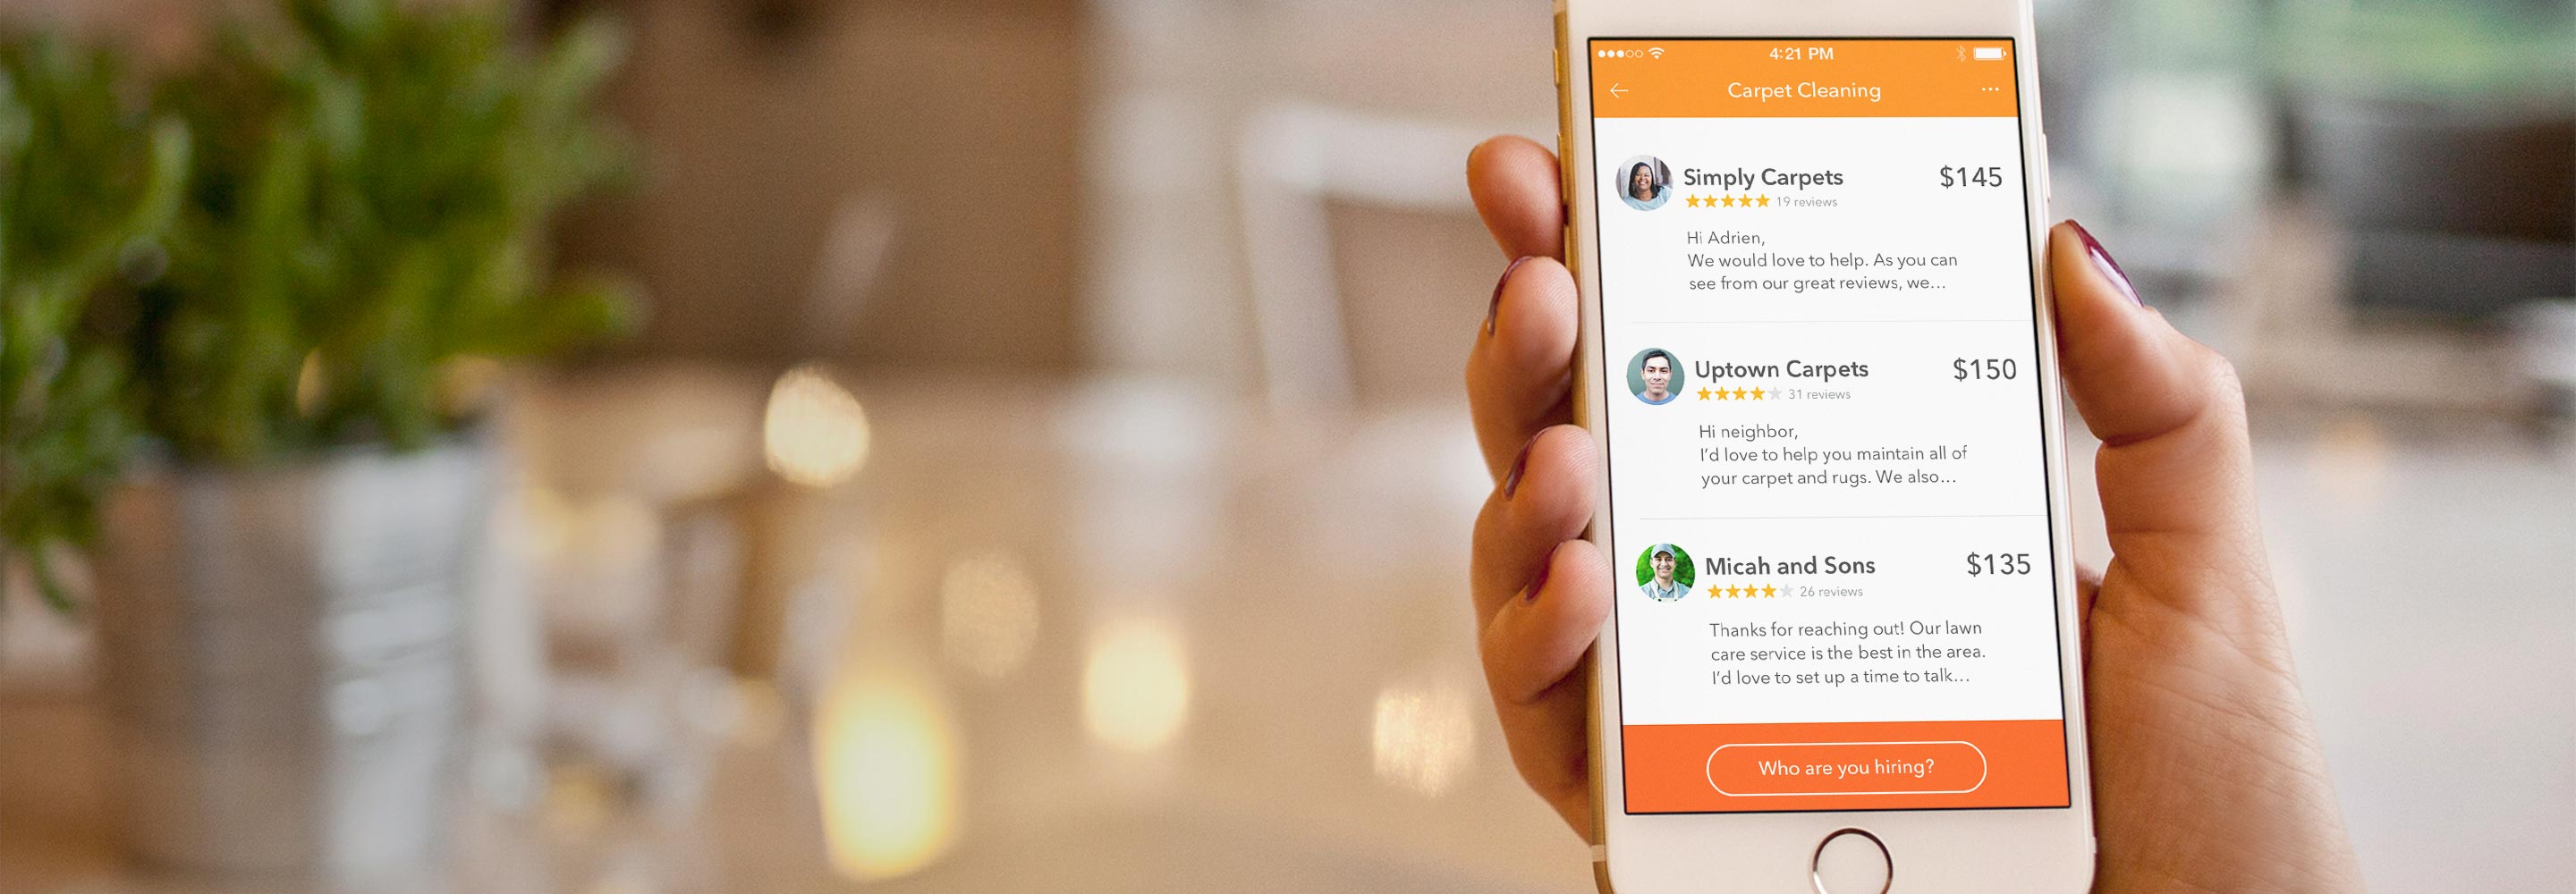 4:21 PM
Carpet Cleaning
Simply Carpets $145
19 reviews
Hi Adrien,
We would love to help. As you can
see from our great reviews, we...
Uptown Carpets $150
31 reviews
Hi neighbor,
I'd love to help you maintain all of
your carpet and rugs. We also...
Micah and Sons $135
26 reviews
Thanks for reaching out! Our lawn
care service is the best in the area.
I'd love to set up a time to talk...
Who are you hiring?